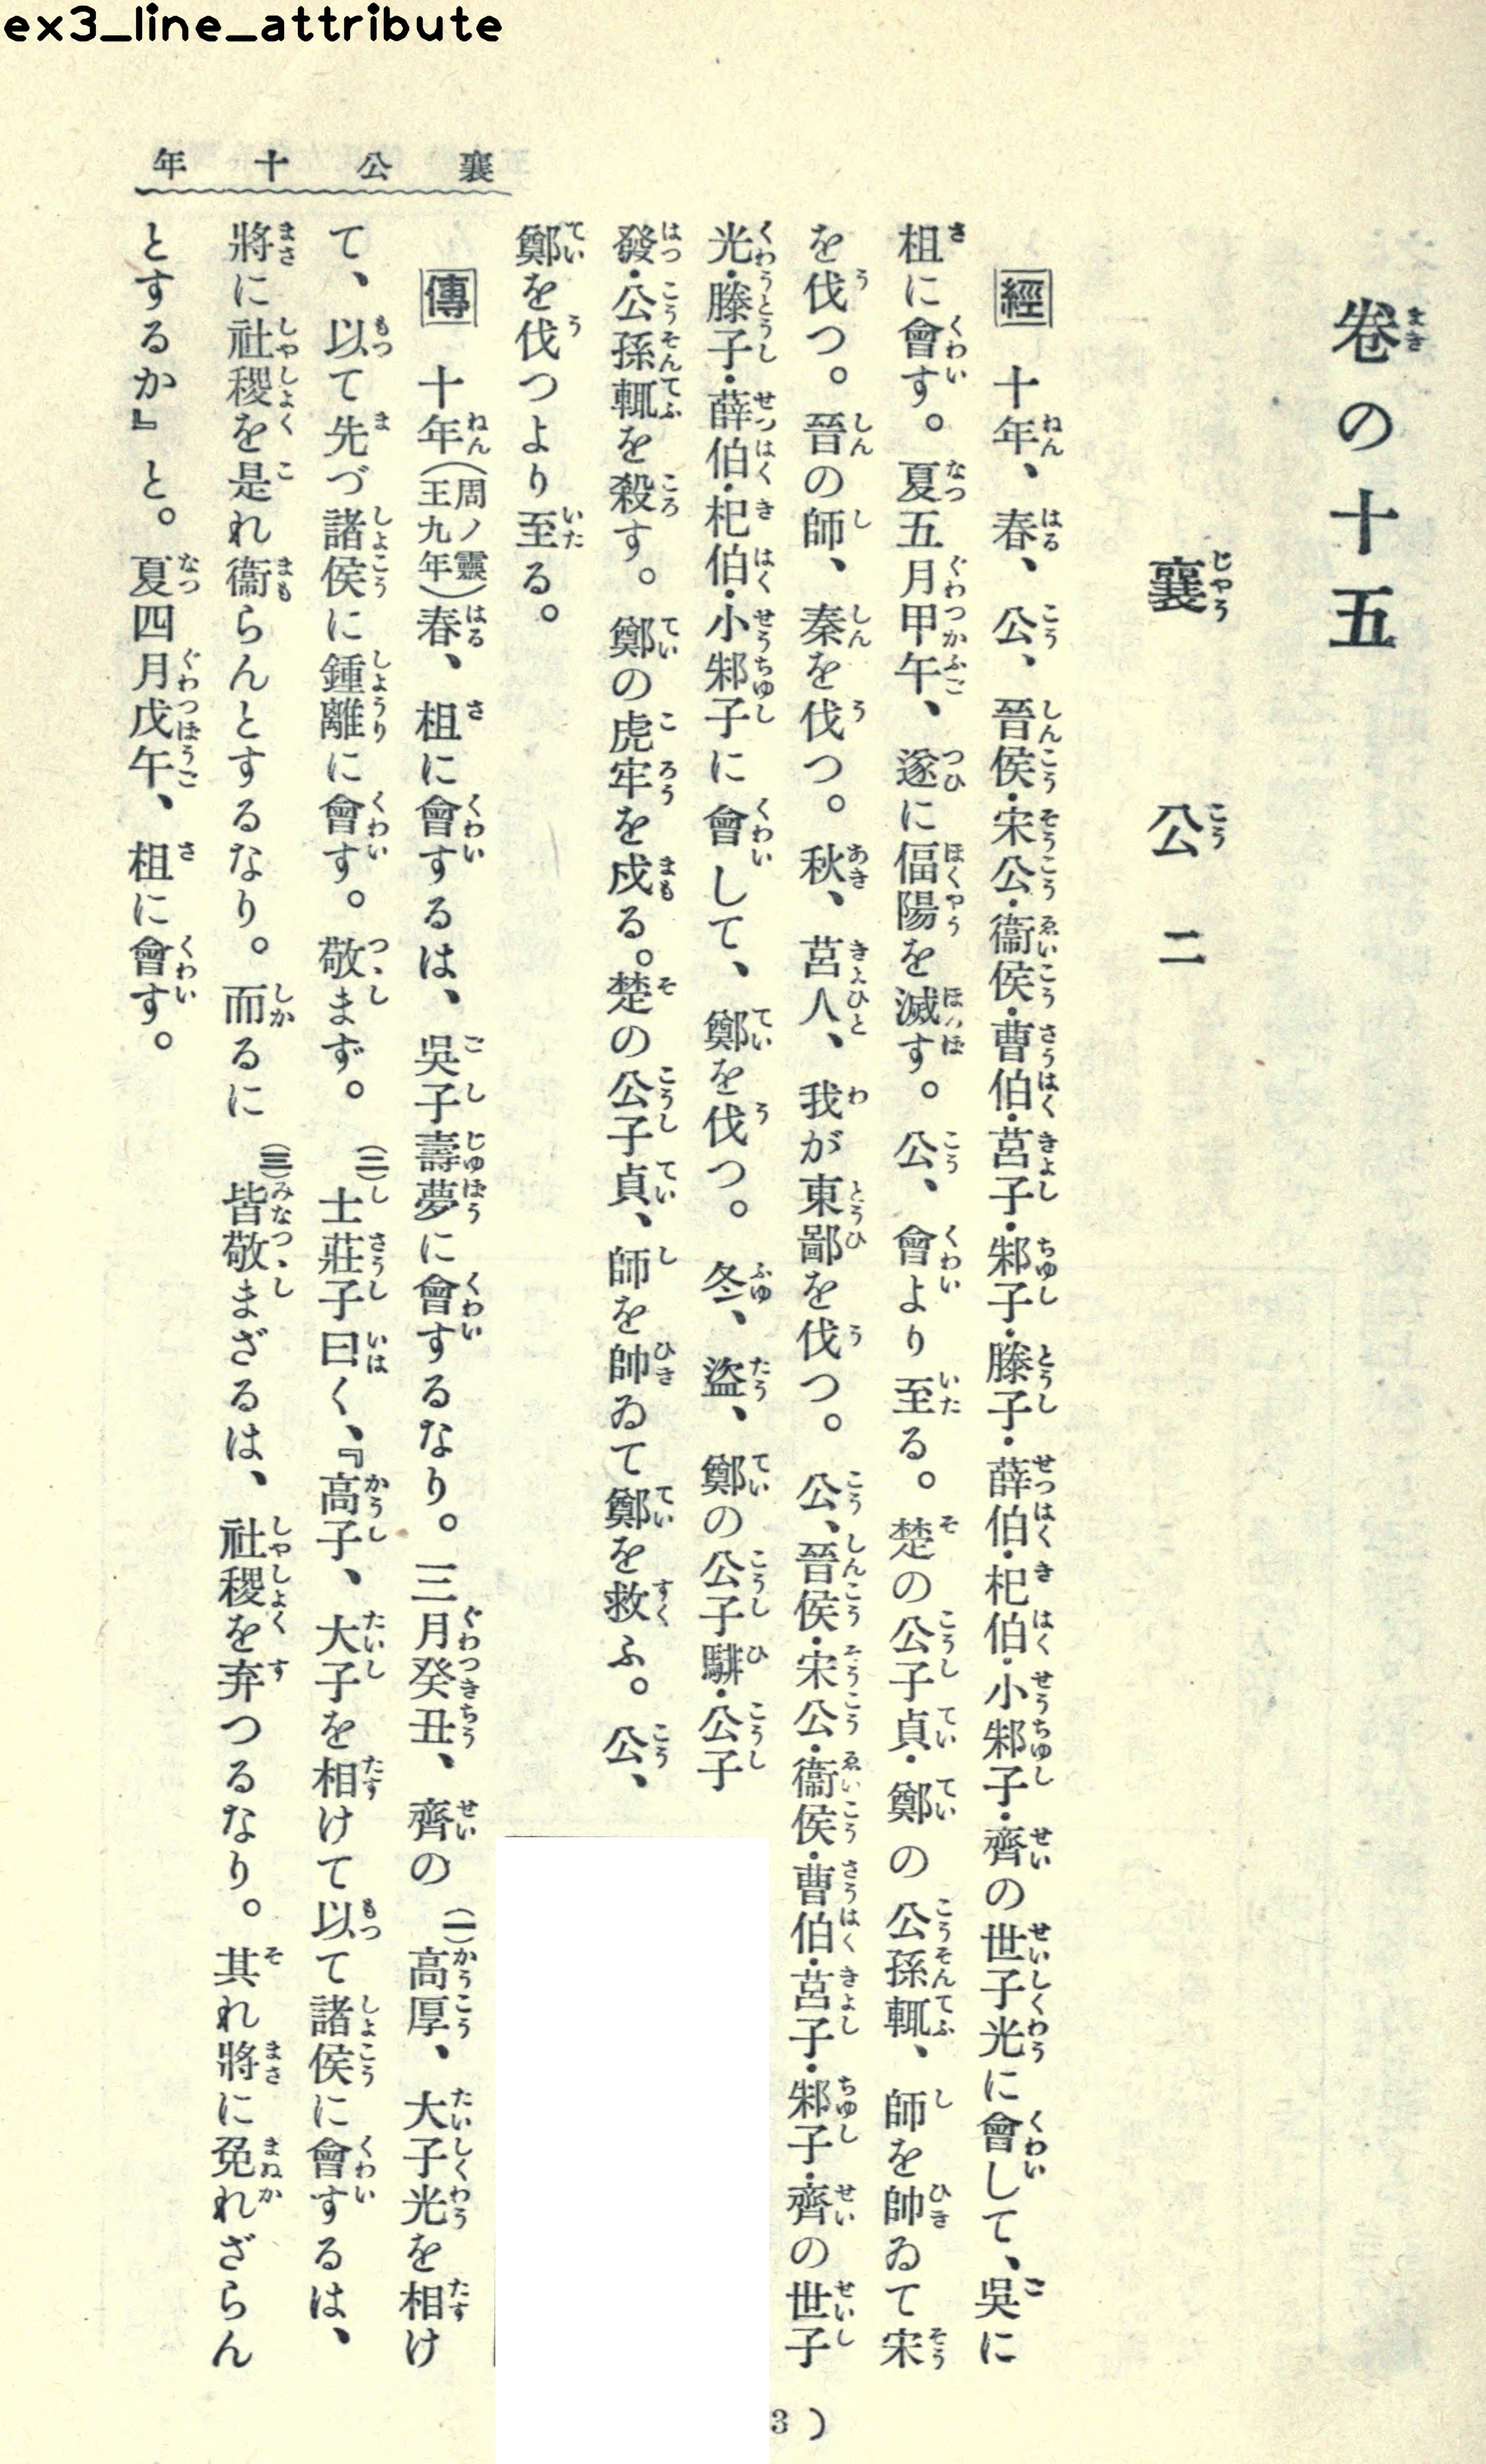 ex3_line_attribute
襄公十年
卷の十五
襄公二
經 十年、春、公、晉侯・宋公・衞侯・曹伯・莒子・邾子・滕子・薛伯・杞伯・小邾子・齊の世子光に會して、吳に
柤に會す。夏五月甲午、遂に偪陽を滅す。公、會より至る。楚の公子貞・鄭の公孫輒、師を帥ゐて宋
を伐つ。晉の師、秦を伐つ。秋、莒人、我が東鄙を伐つ。公、晉侯・宋公・衞侯・曹伯・莒子・邾子・齊の世子
光・滕子・薛伯・杞伯・小邾子に會して、鄭を伐つ。冬、盜、鄭の公子騑・公子
發・公孫輒を殺す。鄭の虎牢を戍る。楚の公子貞、師を帥ゐて鄭を救ふ。公、
鄭を伐つより至る。
傳 十年(周ノ靈王九年)春、柤に會するは、吳子壽夢に會するなり。三月癸丑、齊の(一)高厚、大子光を相け
て、以て先づ諸侯に鍾離に會す。敬まず。(二)士莊子曰く、『高子、大子を相けて以て諸侯に會するは、
將に社稷を是れ衞らんとするなり。而るに(三)皆敬まざるは、社稷を弃つるなり。其れ將に免れざらん
とするか』と。夏四月戊午、柤に會す。
3 )